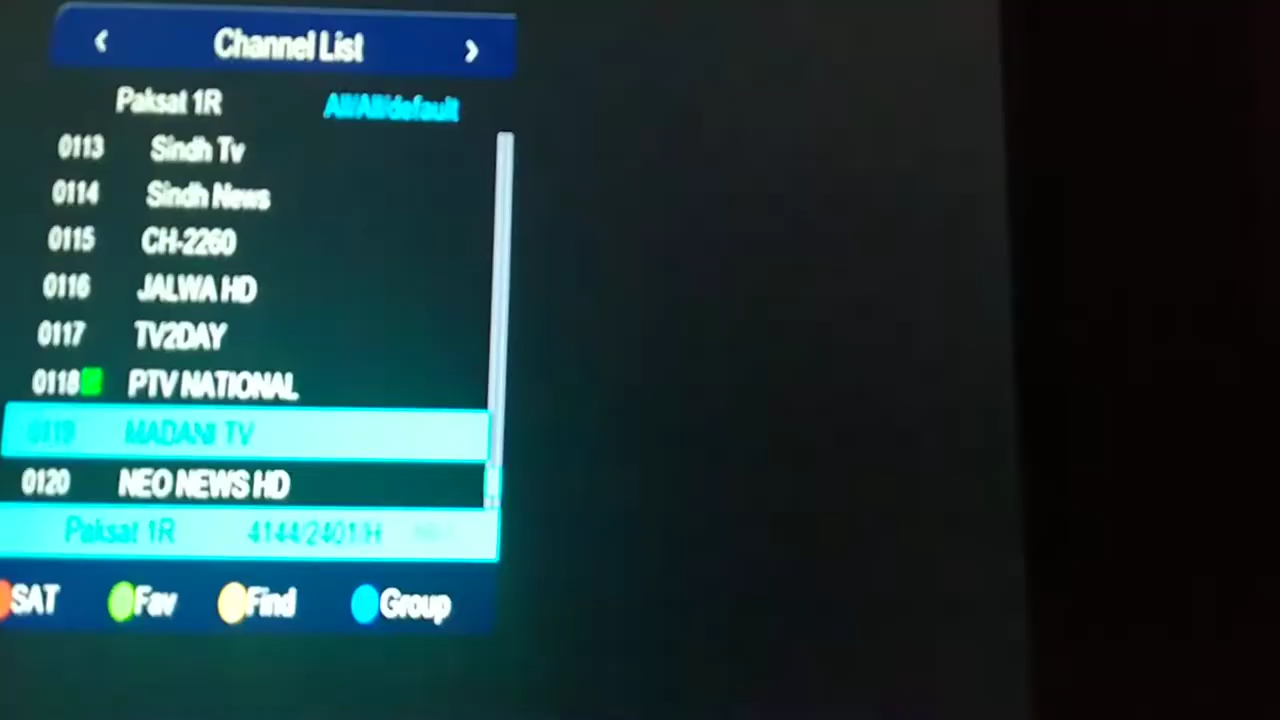 ‹ Channel List ›
Paksat 1R All/All/default
0113 Sindh Tv
0114 Sindh News
0115 CH-2260
0116 JALWA HD
0117 TV2DAY
0118 PTV NATIONAL
0119 MADANI TV
0120 NEO NEWS HD
Paksat 1R 4144/2401/H
SAT Fav Find Group